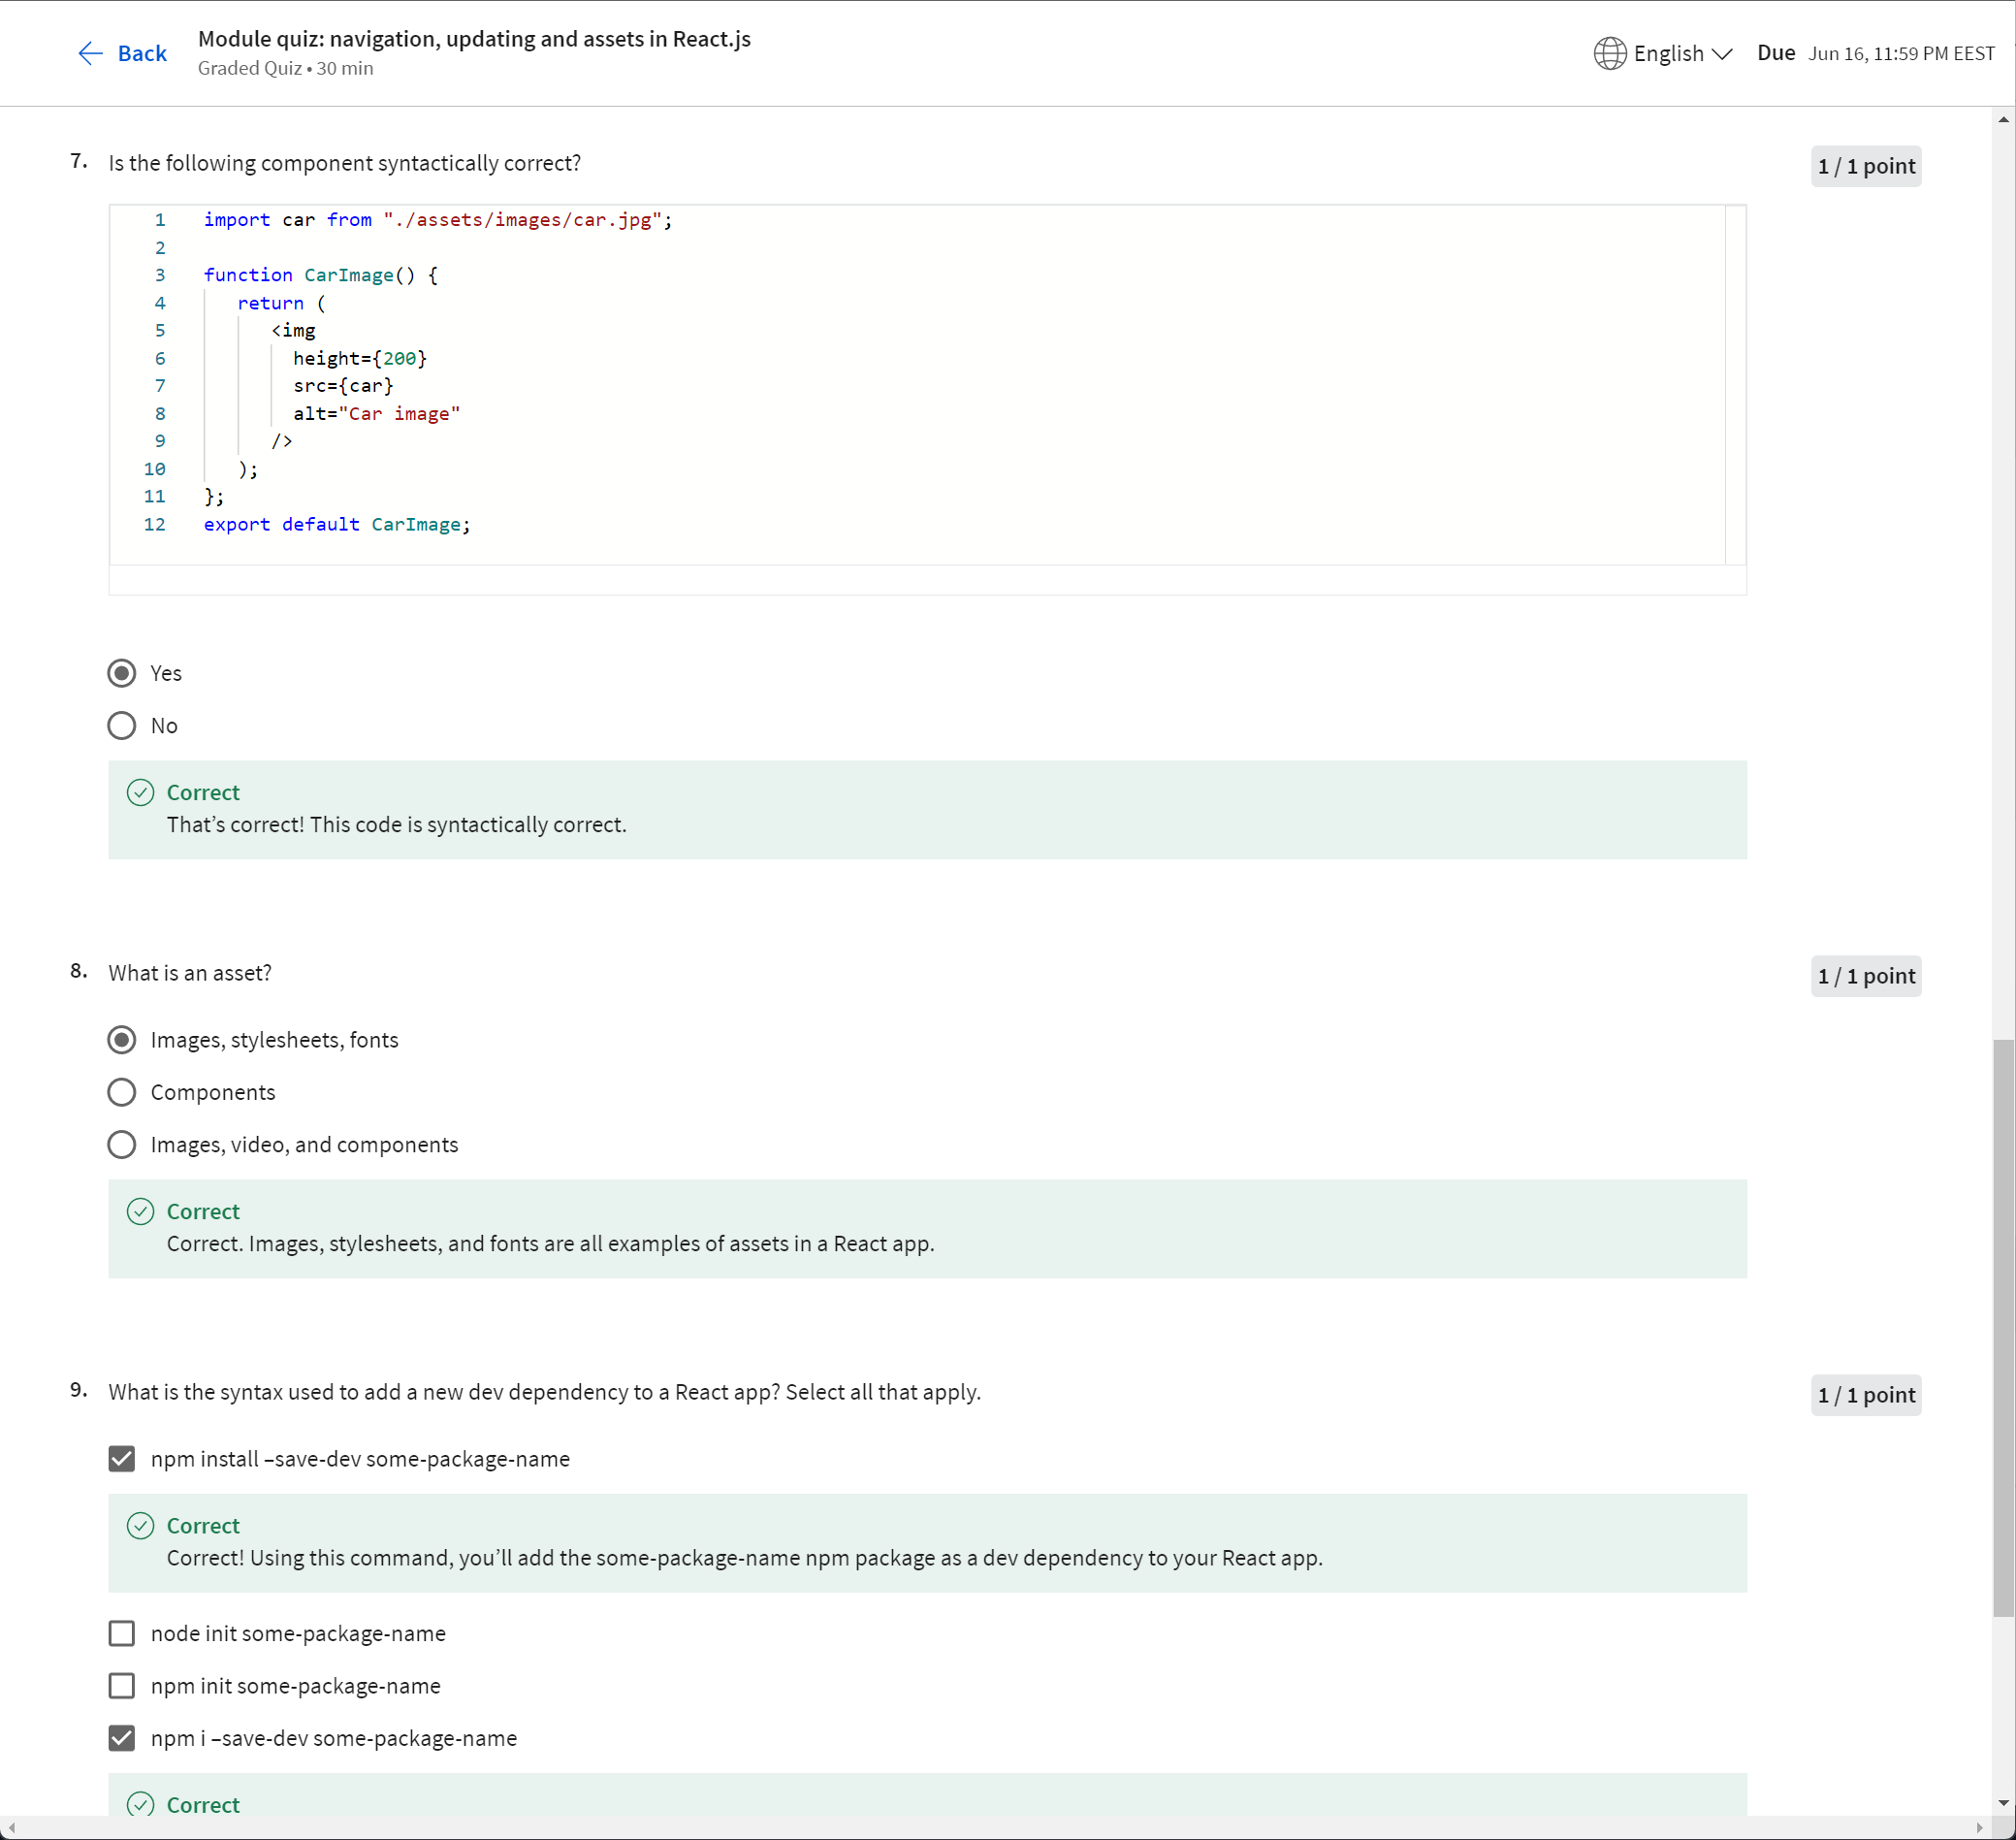 Back
Module quiz: navigation, updating and assets in React.js
Graded Quiz • 30 min
English
Due Jun 16, 11:59 PM EEST
7. Is the following component syntactically correct?
1 / 1 point
1 import car from "./assets/images/car.jpg";
2
3 function CarImage() {
4 return (
5 <img
6 height={200}
7 src={car}
8 alt="Car image"
9 />
10 );
11 };
12 export default CarImage;
Yes
No
Correct
That’s correct! This code is syntactically correct.
8. What is an asset?
1 / 1 point
Images, stylesheets, fonts
Components
Images, video, and components
Correct
Correct. Images, stylesheets, and fonts are all examples of assets in a React app.
9. What is the syntax used to add a new dev dependency to a React app? Select all that apply.
1 / 1 point
npm install –save-dev some-package-name
Correct
Correct! Using this command, you’ll add the some-package-name npm package as a dev dependency to your React app.
node init some-package-name
npm init some-package-name
npm i –save-dev some-package-name
Correct